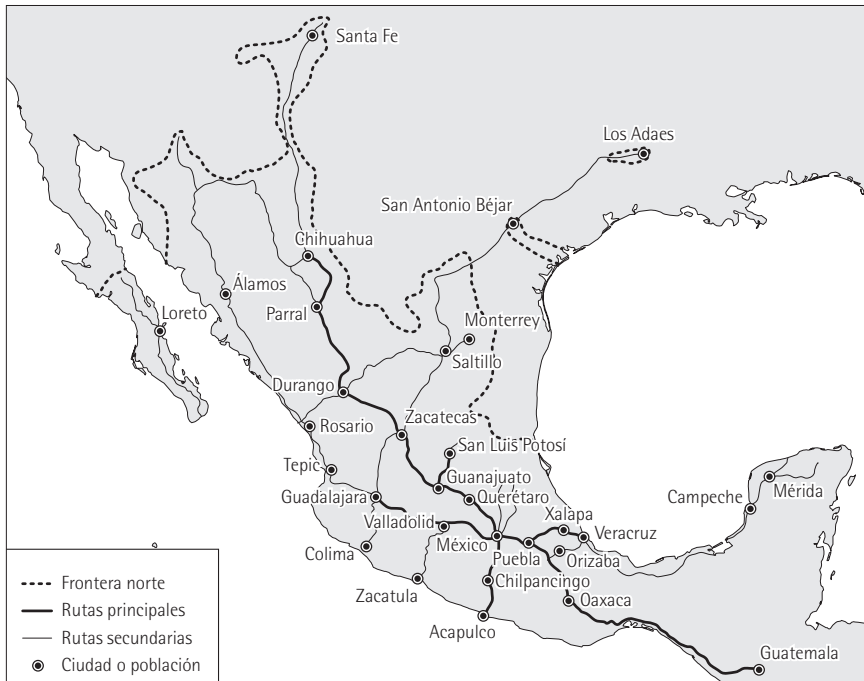 Santa Fe
Los Adaes
San Antonio Béjar
Chihuahua
Álamos
Loreto
Parral
Monterrey
Saltillo
Durango
Zacatecas
Rosario
San Luis Potosí
Tepic
Guanajuato
Guadalajara
Querétaro
Campeche
Mérida
Valladolid
Xalapa
Veracruz
México
Puebla
Orizaba
Colima
Chilpancingo
Zacatula
Oaxaca
Acapulco
Guatemala
Frontera norte
Rutas principales
Rutas secundarias
Ciudad o población